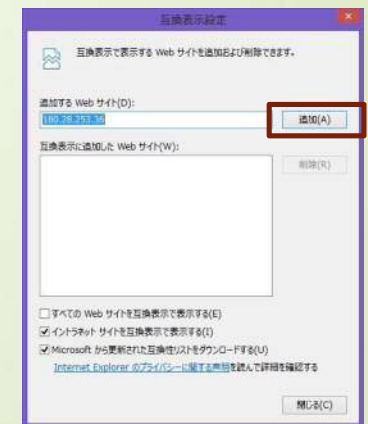 互換表示設定
互換表示で表示する Web サイトを追加および削除できます。
追加する Web サイト(D):
180.28.253.36
追加(A)
互換表示に追加した Web サイト(W):
削除(R)
すべての Web サイトを互換表示で表示する(E)
イントラネット サイトを互換表示で表示する(I)
Microsoft から更新された互換性リストをダウンロードする(U)
Internet Explorer のプライバシーに関する声明を読んで詳細を確認する
閉じる(C)